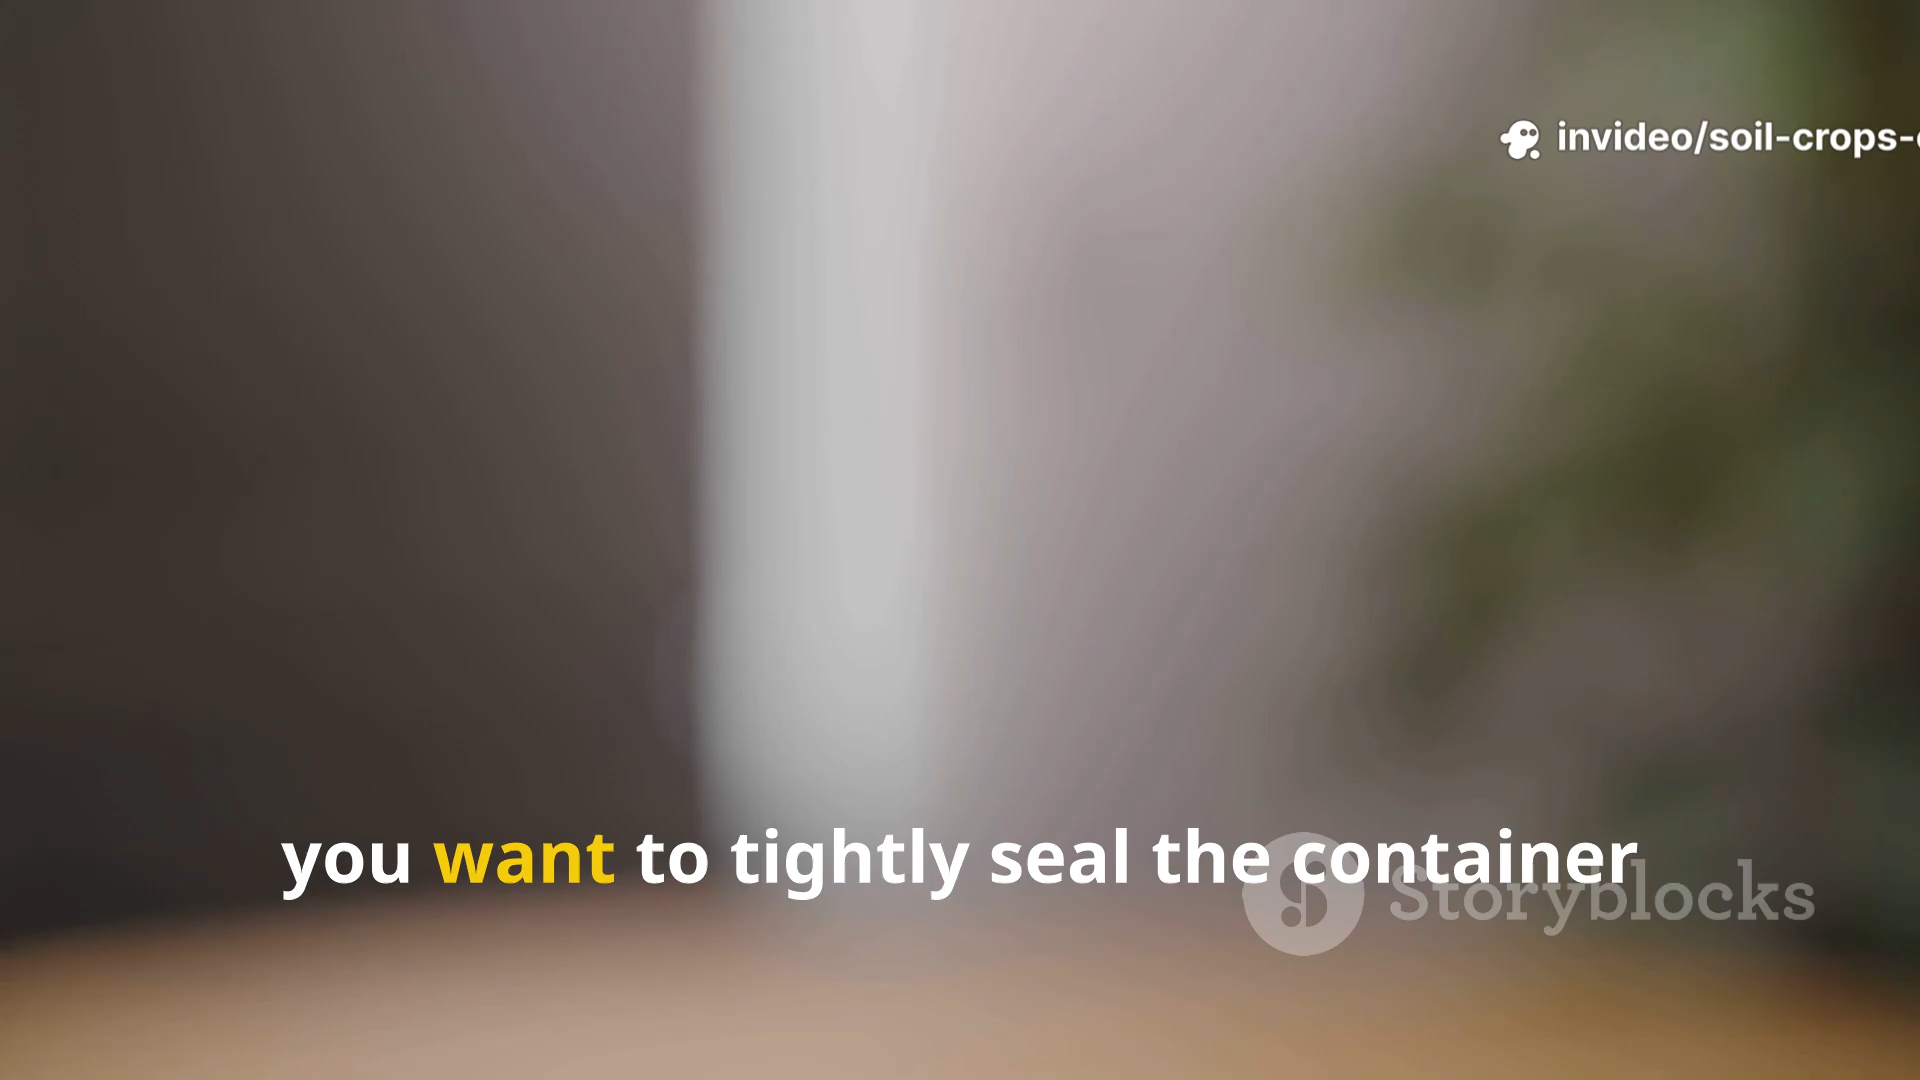 invideo/soil-crops-
you want to tightly seal the container
Storyblocks